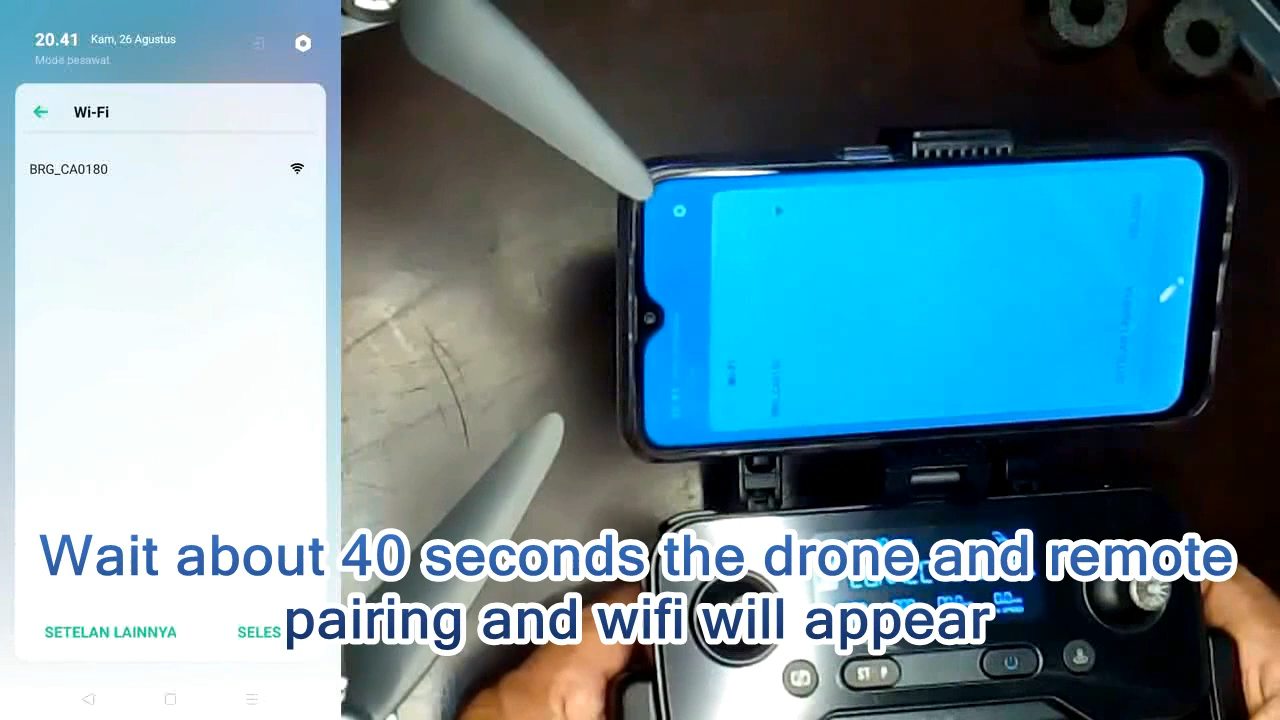 20.41 Kam, 26 Agustus
Mode pesawat
Wi-Fi
BRG_CA0180
SETELAN LAINNYA SELES
Wait about 40 seconds the drone and remote
pairing and wifi will appear